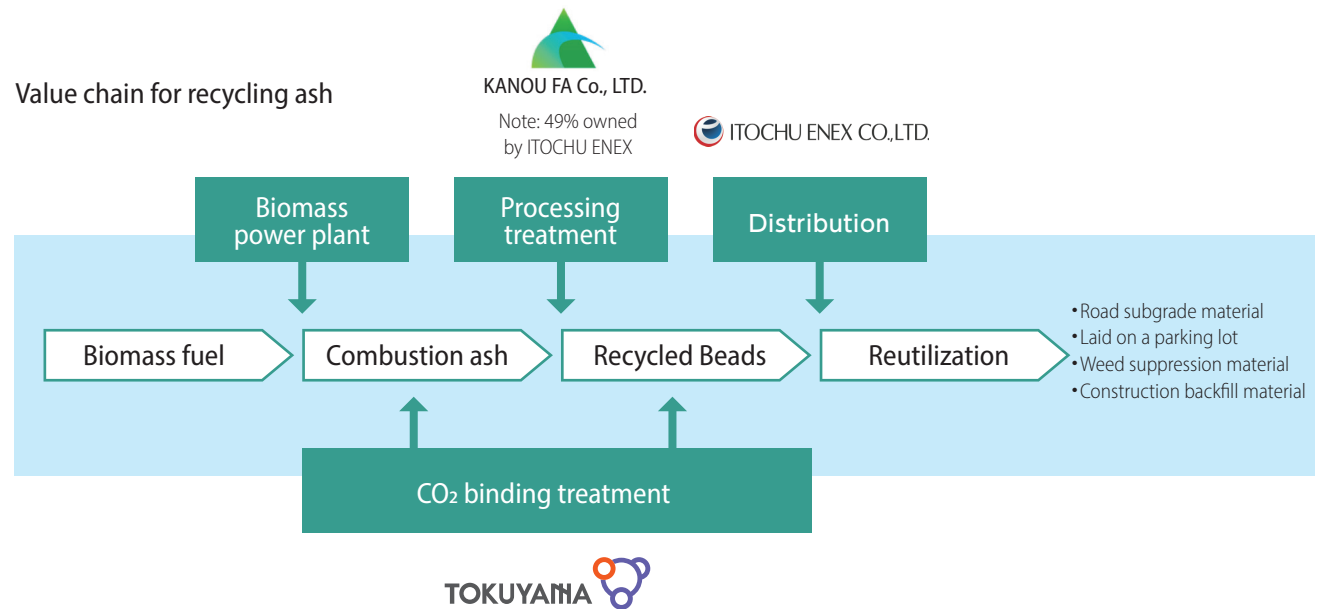 Value chain for recycling ash
KANOU FA Co., LTD.
Note: 49% owned
by ITOCHU ENEX
ITOCHU ENEX CO.,LTD.
Biomass
power plant
Processing
treatment
Distribution
Biomass fuel
Combustion ash
Recycled Beads
Reutilization
•Road subgrade material
•Laid on a parking lot
•Weed suppression material
•Construction backfill material
CO₂ binding treatment
TOKUYAMA